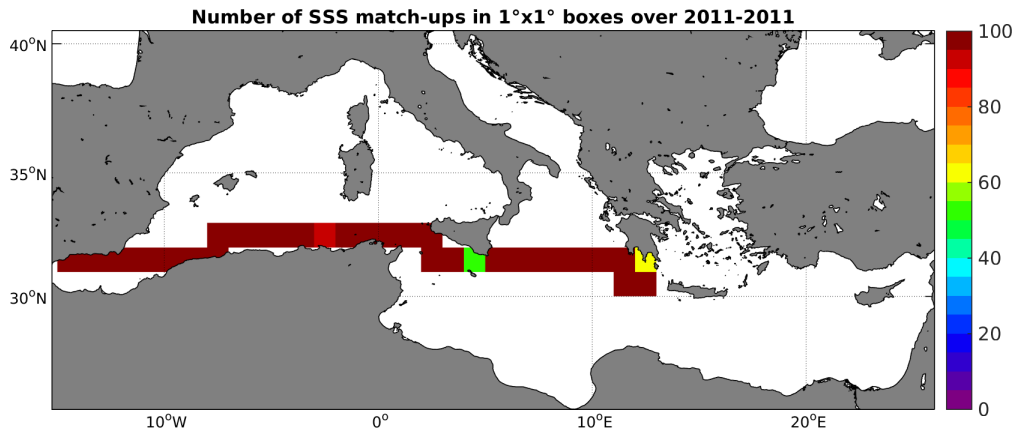 Number of SSS match-ups in 1°x1° boxes over 2011-2011
40°N
35°N
30°N
10°W
0°
10°E
20°E
100
80
60
40
20
0